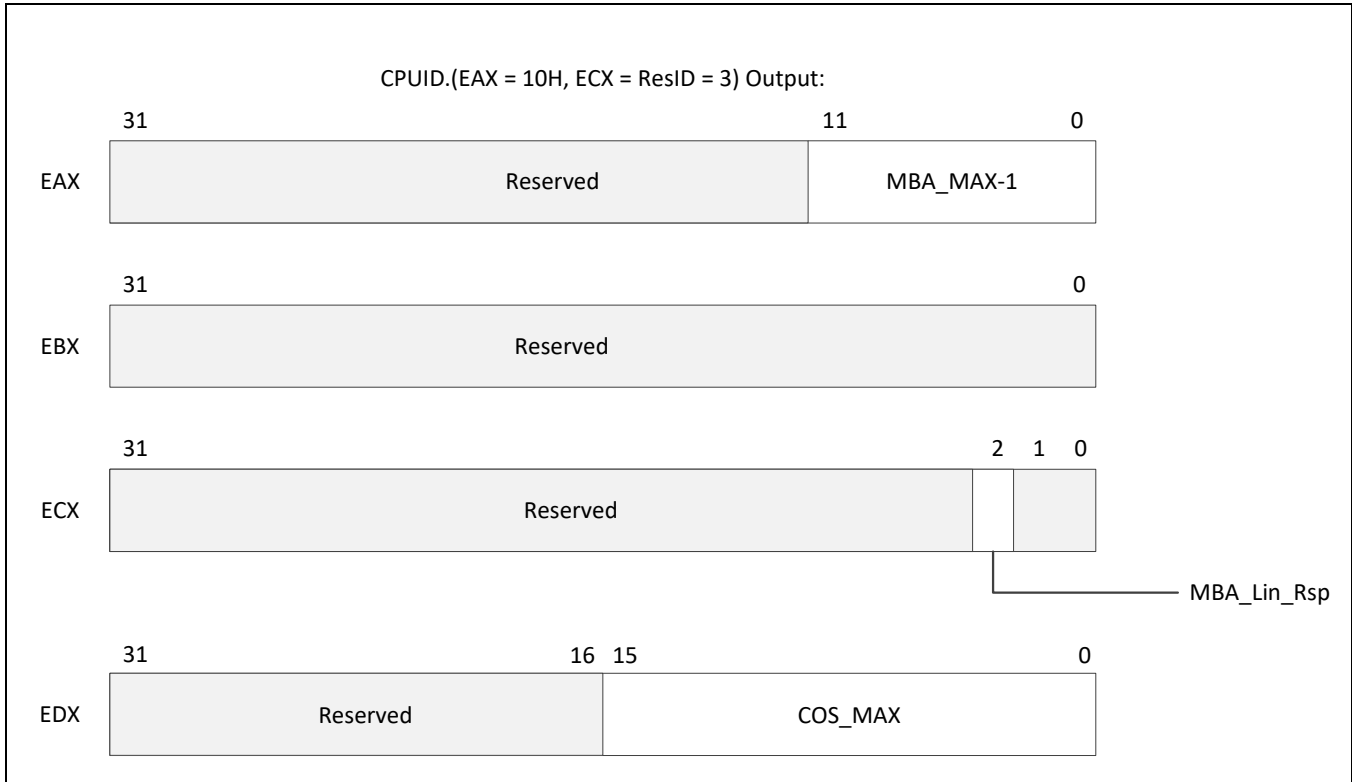 CPUID.(EAX = 10H, ECX = ResID = 3) Output:
31 11 0
EAX Reserved MBA_MAX-1
31 0
EBX Reserved
31 2 1 0
ECX Reserved
MBA_Lin_Rsp
31 16 15 0
EDX Reserved COS_MAX